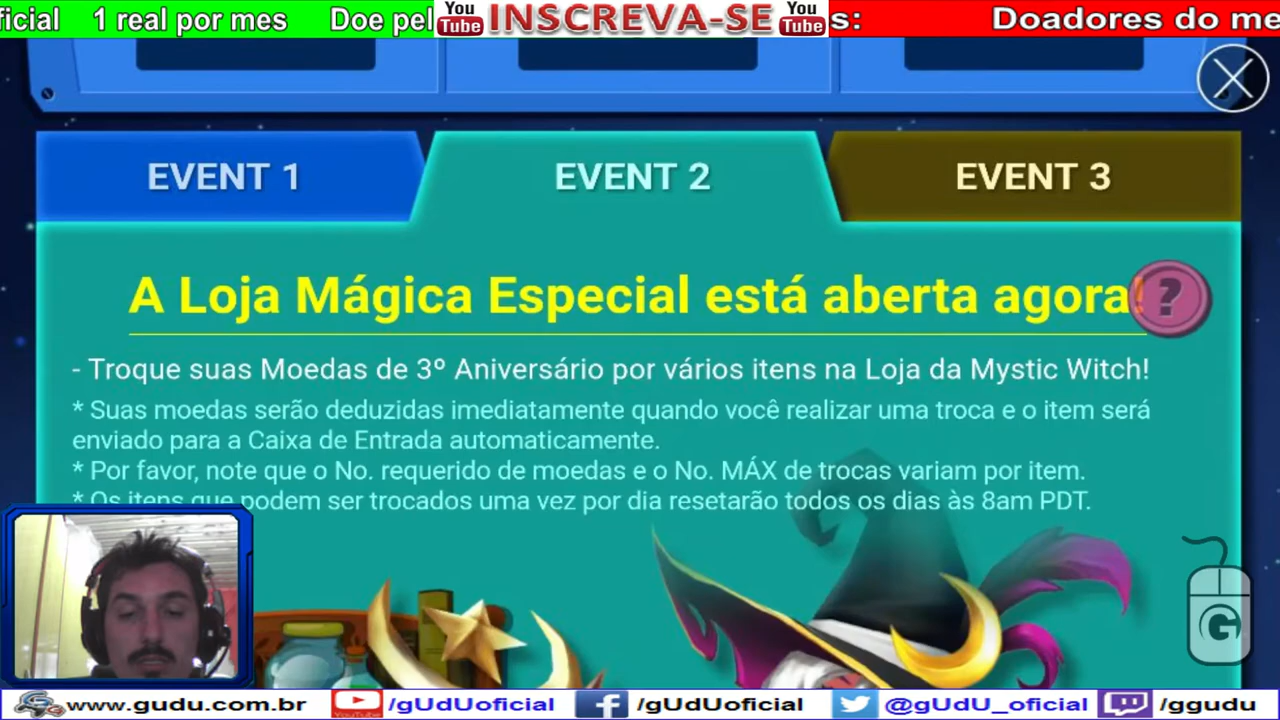 ficial 1 real por mes Doe pel You Tube INSCREVA-SE You Tube s: Doadores do me
EVENT 1 EVENT 2 EVENT 3
A Loja Mágica Especial está aberta agora! ?
- Troque suas Moedas de 3º Aniversário por vários itens na Loja da Mystic Witch!
* Suas moedas serão deduzidas imediatamente quando você realizar uma troca e o item será
enviado para a Caixa de Entrada automaticamente.
* Por favor, note que o No. requerido de moedas e o No. MÁX de trocas variam por item.
* Os itens que podem ser trocados uma vez por dia resetarão todos os dias às 8am PDT.
G
www.gudu.com.br YouTube /gUdUoficial /gUdUoficial @gUdU_oficial /ggudu